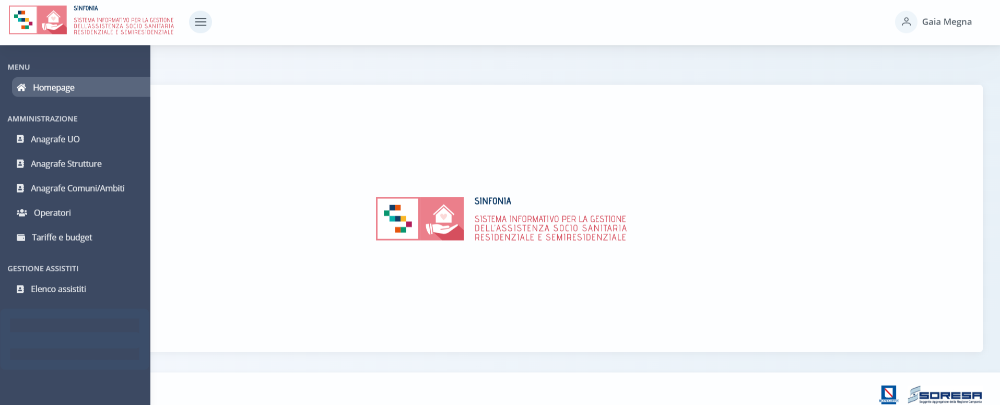 SINFONIA
SISTEMA INFORMATIVO PER LA GESTIONE
DELL'ASSISTENZA SOCIO SANITARIA
RESIDENZIALE E SEMIRESIDENZIALE
Gaia Megna
MENU
Homepage
AMMINISTRAZIONE
Anagrafe UO
Anagrafe Strutture
Anagrafe Comuni/Ambiti
Operatori
Tariffe e budget
GESTIONE ASSISTITI
Elenco assistiti
SINFONIA
SISTEMA INFORMATIVO PER LA GESTIONE
DELL'ASSISTENZA SOCIO SANITARIA
RESIDENZIALE E SEMIRESIDENZIALE
REGIONE CAMPANIA
SORESA
Soggetto Aggregatore della Regione Campania